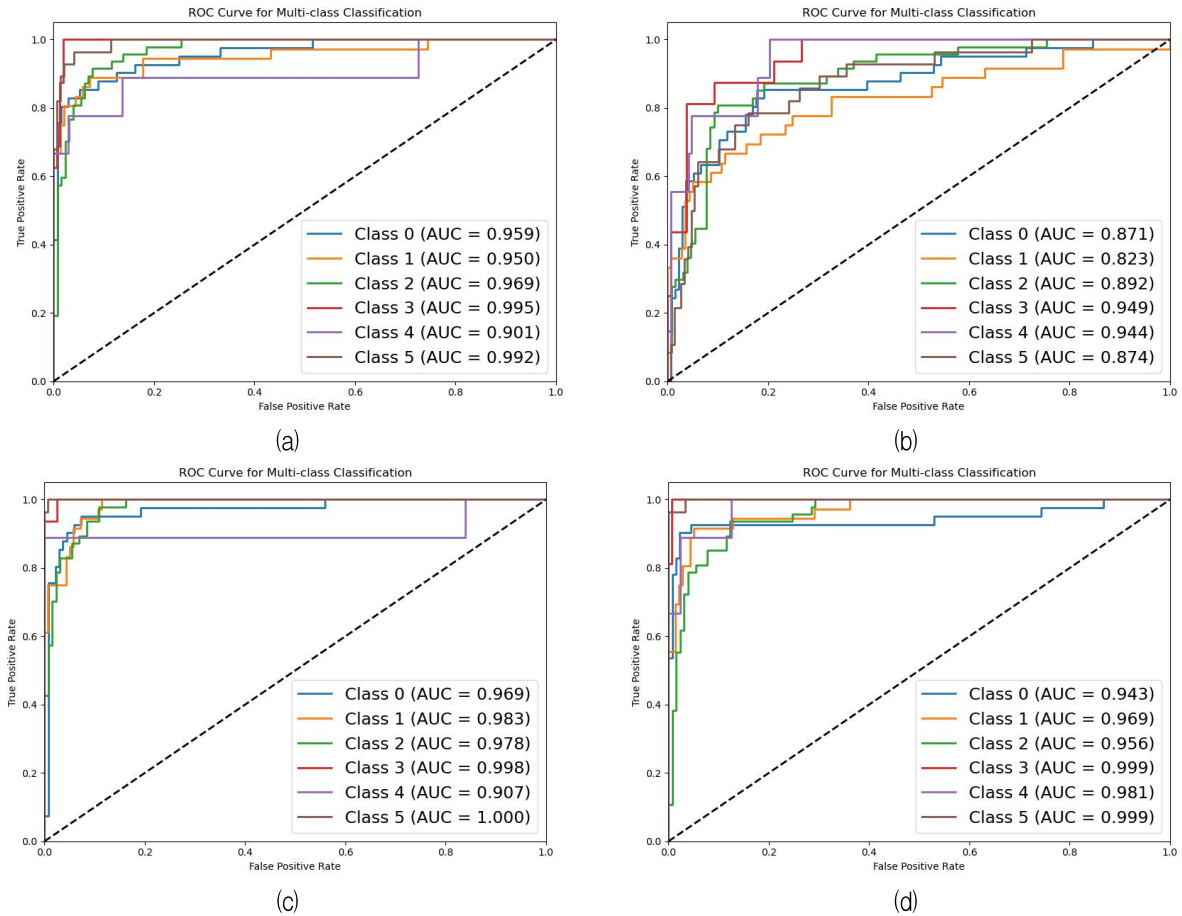 ROC Curve for Multi-class Classification
True Positive Rate
1.0
0.8
0.6
0.4
0.2
0.0
Class 0 (AUC = 0.959)
Class 1 (AUC = 0.950)
Class 2 (AUC = 0.969)
Class 3 (AUC = 0.995)
Class 4 (AUC = 0.901)
Class 5 (AUC = 0.992)
0.0 0.2 0.4 0.6 0.8 1.0
False Positive Rate
(a)
ROC Curve for Multi-class Classification
True Positive Rate
1.0
0.8
0.6
0.4
0.2
0.0
Class 0 (AUC = 0.871)
Class 1 (AUC = 0.823)
Class 2 (AUC = 0.892)
Class 3 (AUC = 0.949)
Class 4 (AUC = 0.944)
Class 5 (AUC = 0.874)
0.0 0.2 0.4 0.6 0.8 1.0
False Positive Rate
(b)
ROC Curve for Multi-class Classification
True Positive Rate
1.0
0.8
0.6
0.4
0.2
0.0
Class 0 (AUC = 0.969)
Class 1 (AUC = 0.983)
Class 2 (AUC = 0.978)
Class 3 (AUC = 0.998)
Class 4 (AUC = 0.907)
Class 5 (AUC = 1.000)
0.0 0.2 0.4 0.6 0.8 1.0
False Positive Rate
(c)
ROC Curve for Multi-class Classification
True Positive Rate
1.0
0.8
0.6
0.4
0.2
0.0
Class 0 (AUC = 0.943)
Class 1 (AUC = 0.969)
Class 2 (AUC = 0.956)
Class 3 (AUC = 0.999)
Class 4 (AUC = 0.981)
Class 5 (AUC = 0.999)
0.0 0.2 0.4 0.6 0.8 1.0
False Positive Rate
(d)